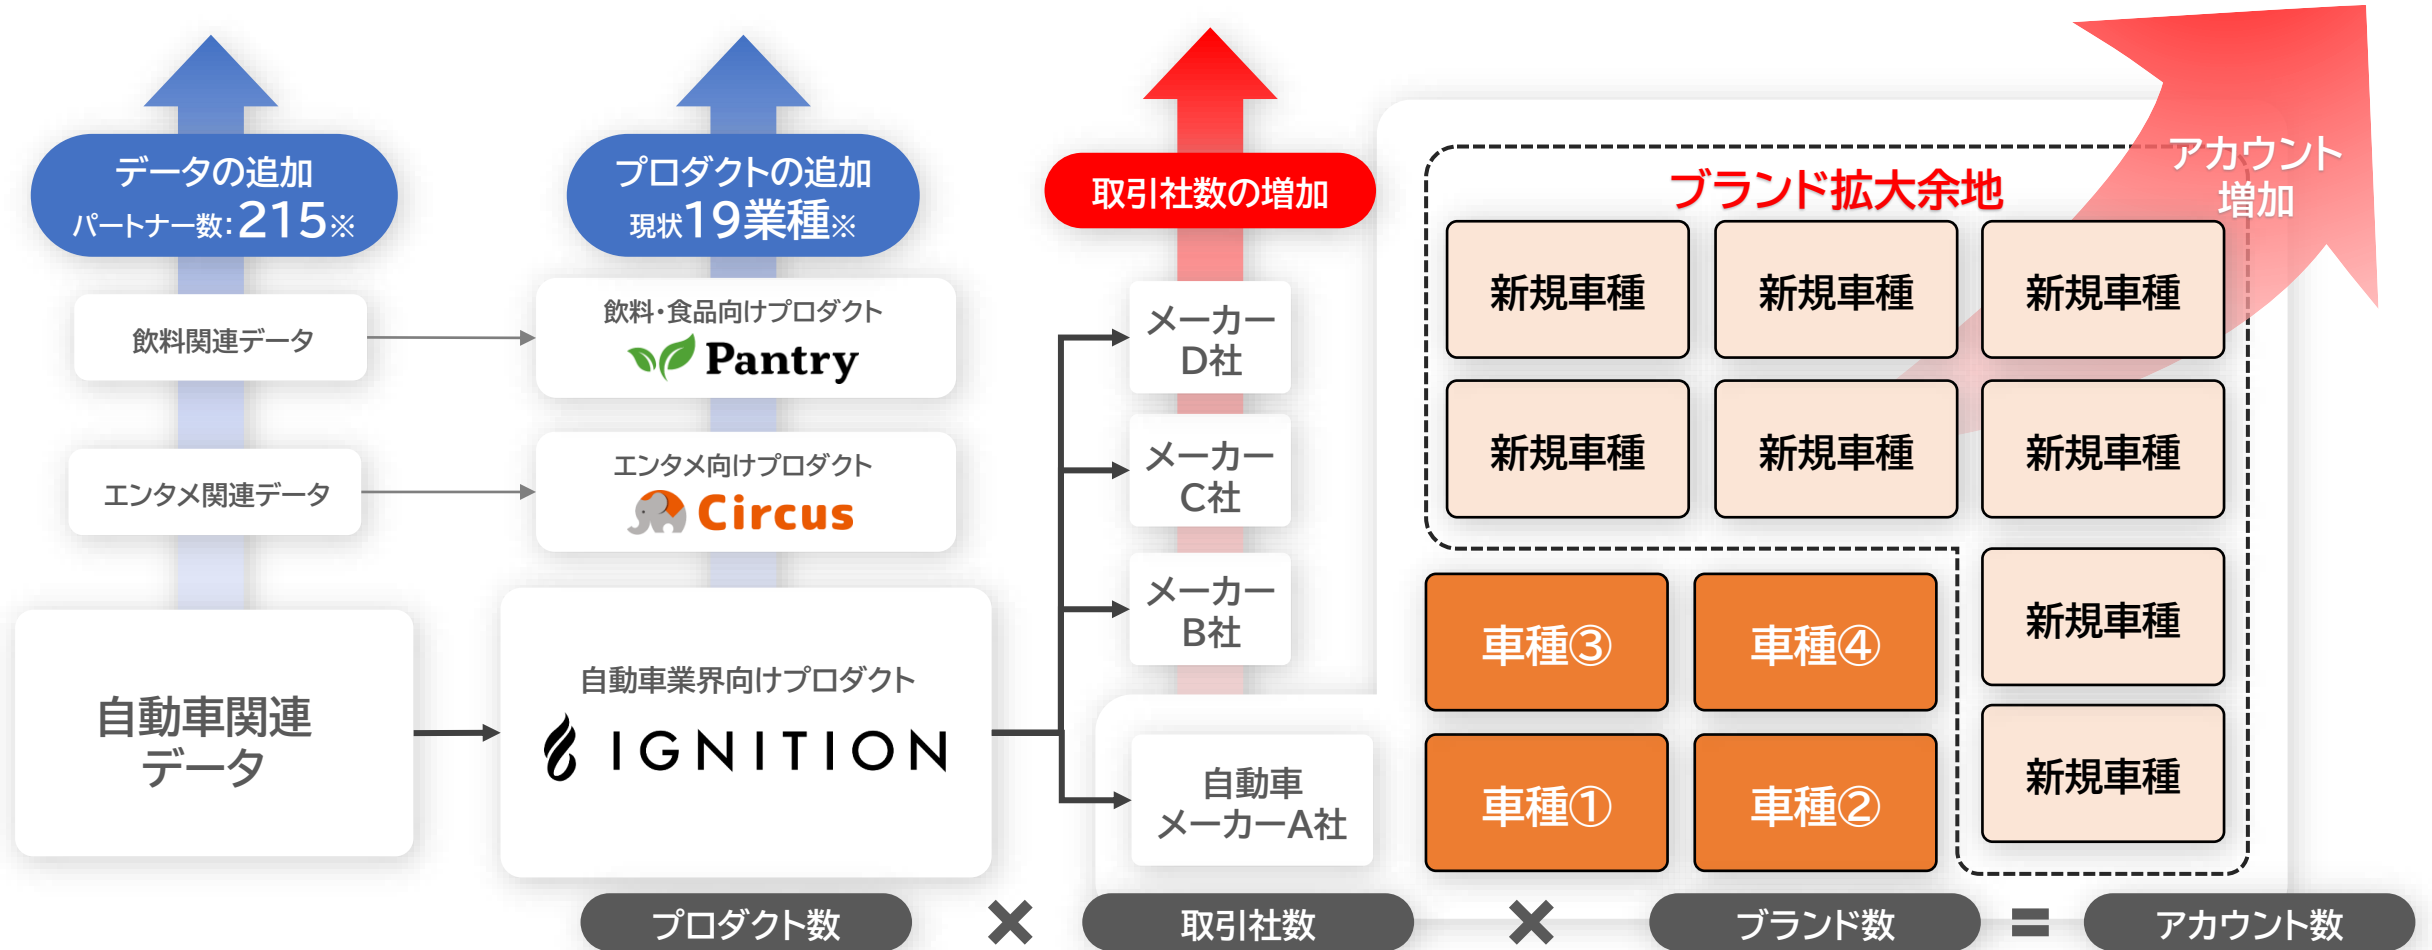 データの追加
パートナー数：215※
飲料関連データ
エンタメ関連データ
自動車関連
データ
プロダクトの追加
現状19業種※
飲料・食品向けプロダクト
Pantry
エンタメ向けプロダクト
Circus
自動車業界向けプロダクト
IGNITION
取引社数の増加
メーカー
D社
メーカー
C社
メーカー
B社
自動車
メーカーA社
アカウント
増加
ブランド拡大余地
新規車種
新規車種
新規車種
新規車種
新規車種
新規車種
車種③
車種④
新規車種
車種①
車種②
新規車種
プロダクト数
×
取引社数
×
ブランド数
=
アカウント数